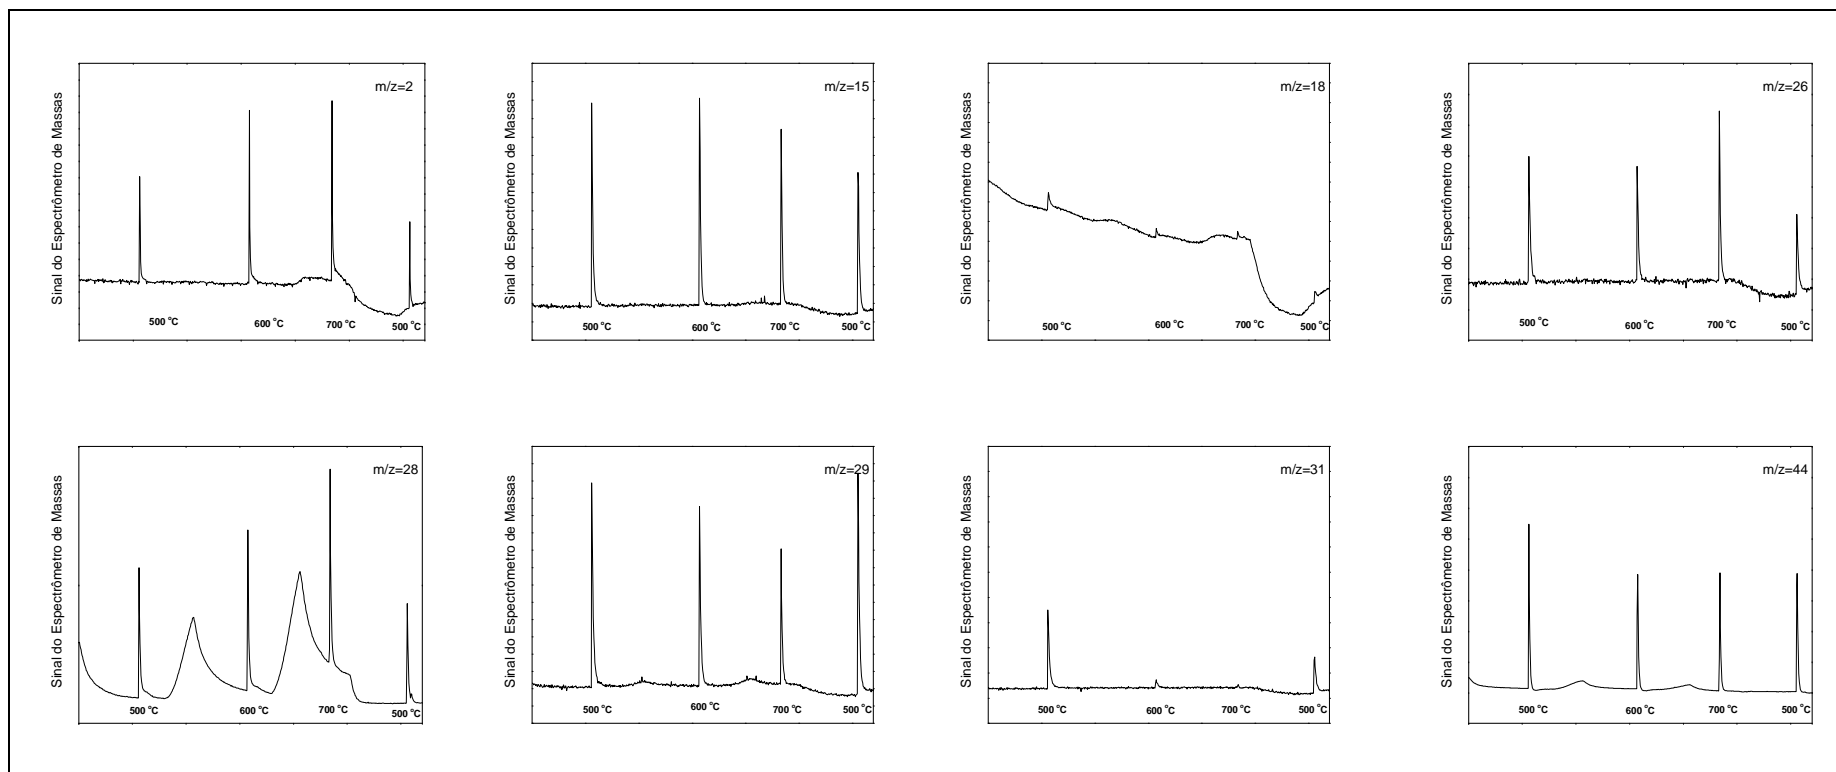 Sinal do Espectrômetro de Massas
m/z=2
500 °C
600 °C
700 °C
500 °C
Sinal do Espectrômetro de Massas
m/z=15
500 °C
600 °C
700 °C
500 °C
Sinal do Espectrômetro de Massas
m/z=18
500 °C
600 °C
700 °C
500 °C
Sinal do Espectrômetro de Massas
m/z=26
500 °C
600 °C
700 °C
500 °C
Sinal do Espectrômetro de Massas
m/z=28
500 °C
600 °C
700 °C
500 °C
Sinal do Espectrômetro de Massas
m/z=29
500 °C
600 °C
700 °C
500 °C
Sinal do Espectrômetro de Massas
m/z=31
500 °C
600 °C
700 °C
500 °C
Sinal do Espectrômetro de Massas
m/z=44
500 °C
600 °C
700 °C
500 °C